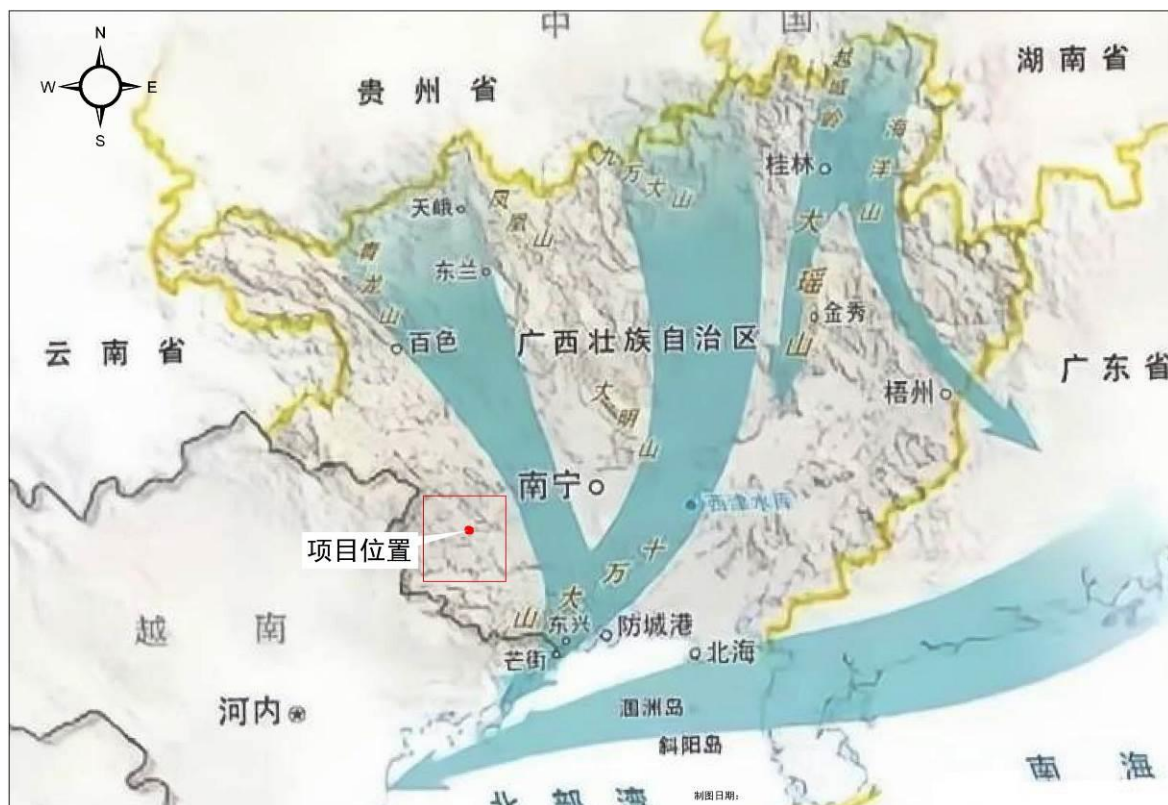 中 国
N
W E
S
贵 州 省
湖 南 省
越城岭
海洋山
桂林
九万大山
天峨
凤凰山
东兰
青龙山
百色
云 南 省
广西壮族自治区
大瑶山
金秀
广 东 省
梧州
大明山
南宁
西津水库
项目位置
十万大山
东兴
防城港
芒街
北海
越 南
河内
涠洲岛
斜阳岛
南 海
北 部 湾
制图日期: